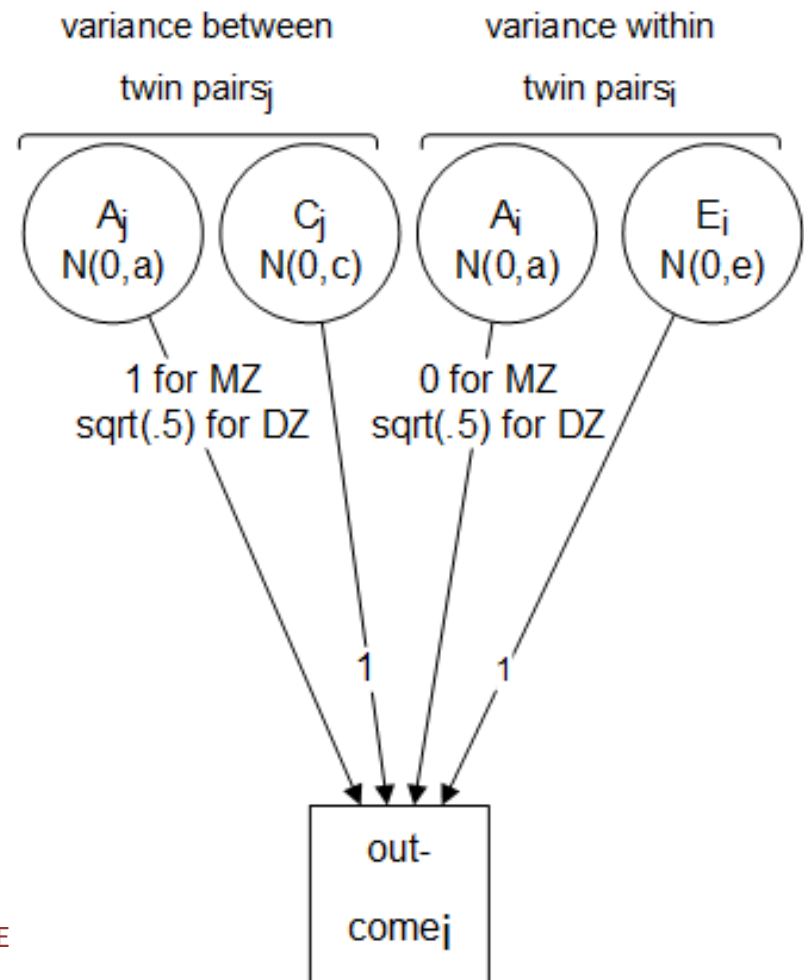 variance between
twin pairsj
variance within
twin pairsi
Aj
N(0,a)
Cj
N(0,c)
Ai
N(0,a)
Ei
N(0,e)
1 for MZ
sqrt(.5) for DZ
0 for MZ
sqrt(.5) for DZ
1
1
out-
comej
E